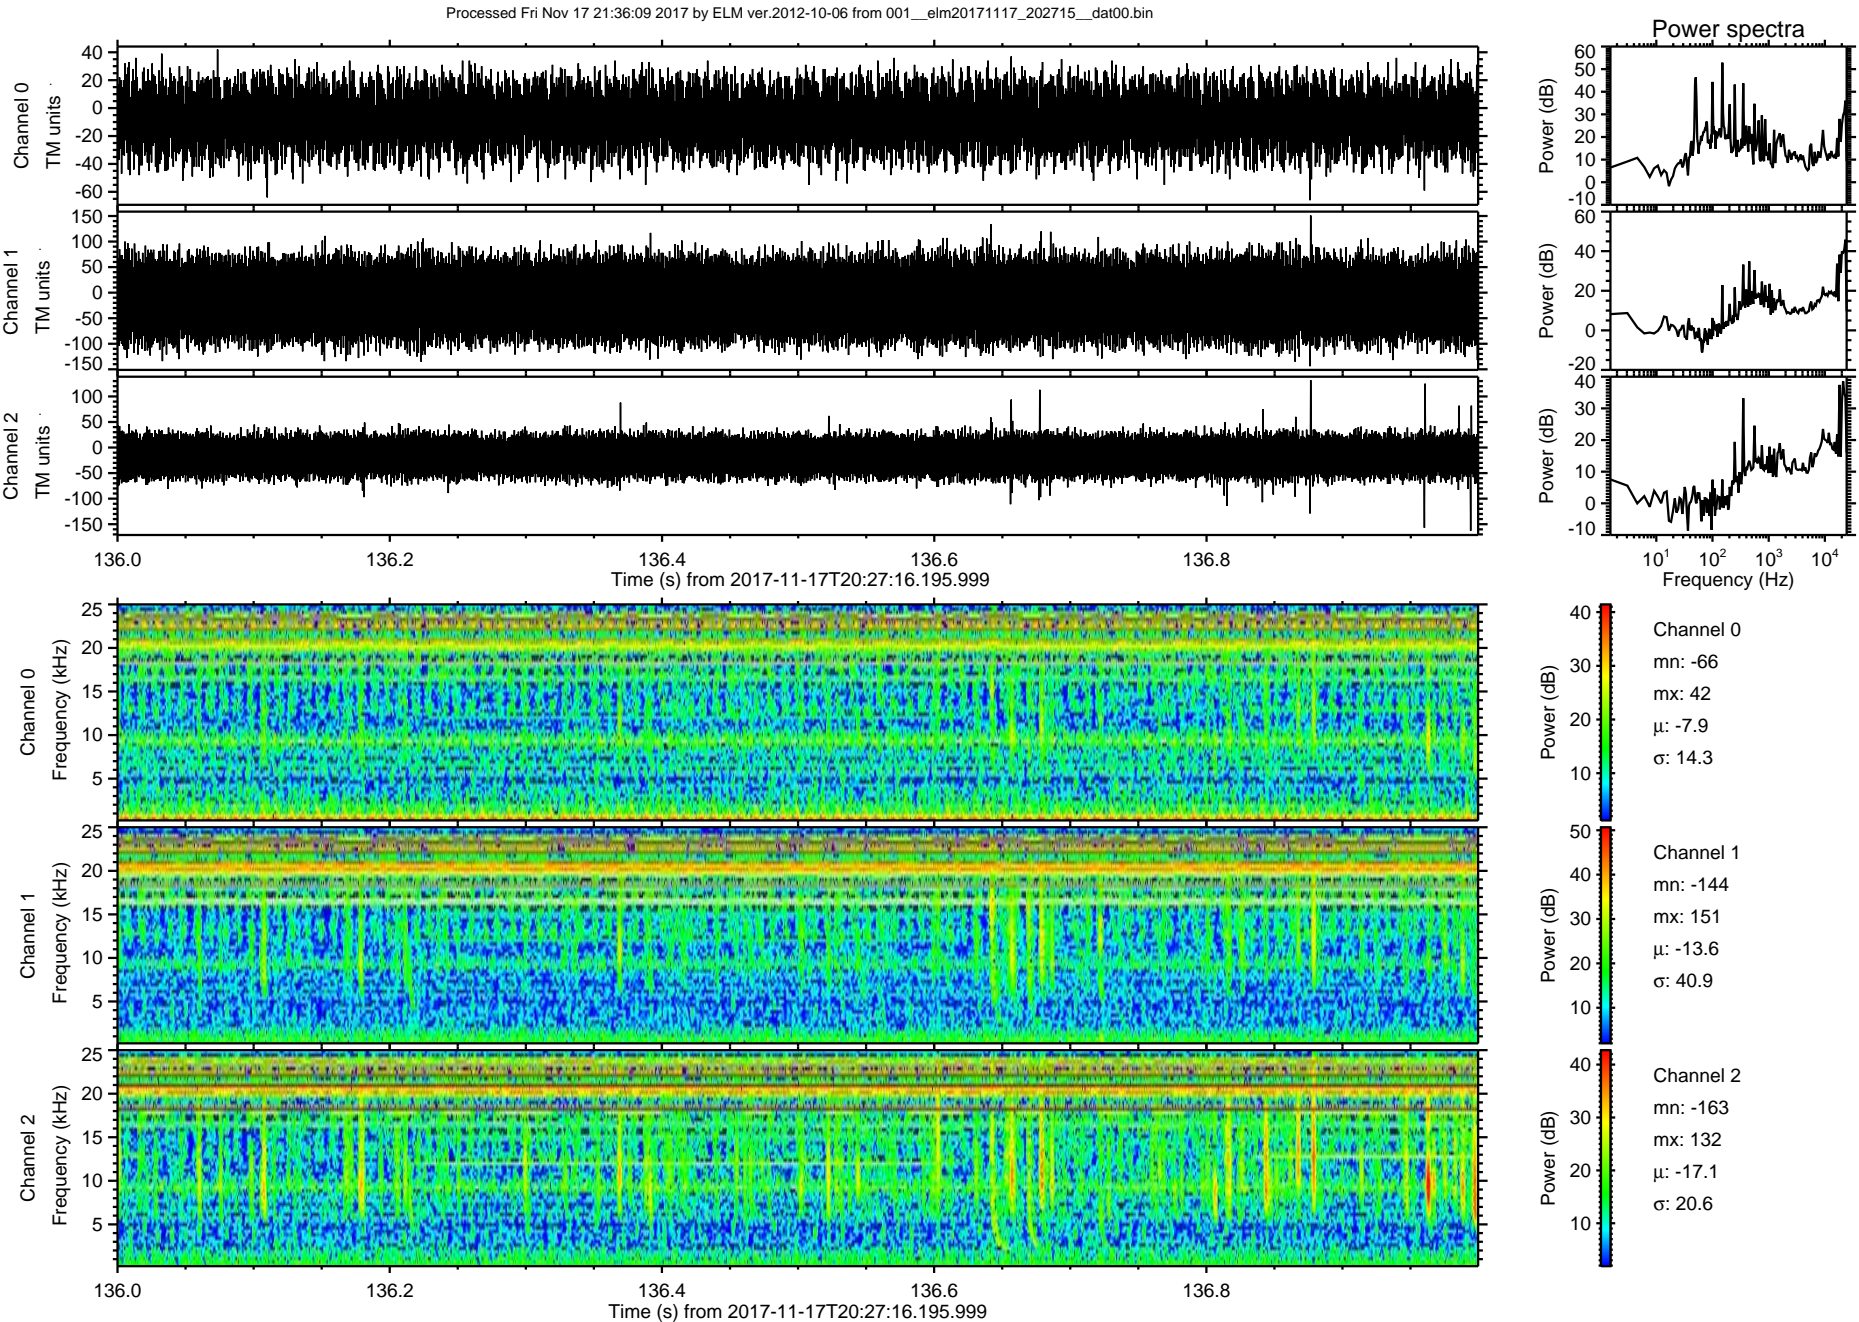 Processed Fri Nov 17 21:36:09 2017 by ELM ver.2012-10-06 from 001__elm20171117_202715__dat00.bin
Power spectra
Channel 0
TM units
40
20
0
-20
-40
-60
Power (dB)
60
50
40
30
20
10
0
-10
Channel 1
TM units
150
100
50
0
-50
-100
-150
Power (dB)
60
40
20
0
-20
Channel 2
TM units
100
50
0
-50
-100
-150
Power (dB)
40
30
20
10
0
-10
136.0 136.2 136.4 136.6 136.8
Time (s) from 2017-11-17T20:27:16.195.999
10¹ 10² 10³ 10⁴
Frequency (Hz)
Channel 0
Frequency (kHz)
25
20
15
10
5
Power (dB)
40
30
20
10
Channel 0
mn: -66
mx: 42
µ: -7.9
σ: 14.3
Channel 1
Frequency (kHz)
25
20
15
10
5
Power (dB)
50
40
30
20
10
Channel 1
mn: -144
mx: 151
µ: -13.6
σ: 40.9
Channel 2
Frequency (kHz)
25
20
15
10
5
Power (dB)
40
30
20
10
Channel 2
mn: -163
mx: 132
µ: -17.1
σ: 20.6
136.0 136.2 136.4 136.6 136.8
Time (s) from 2017-11-17T20:27:16.195.999